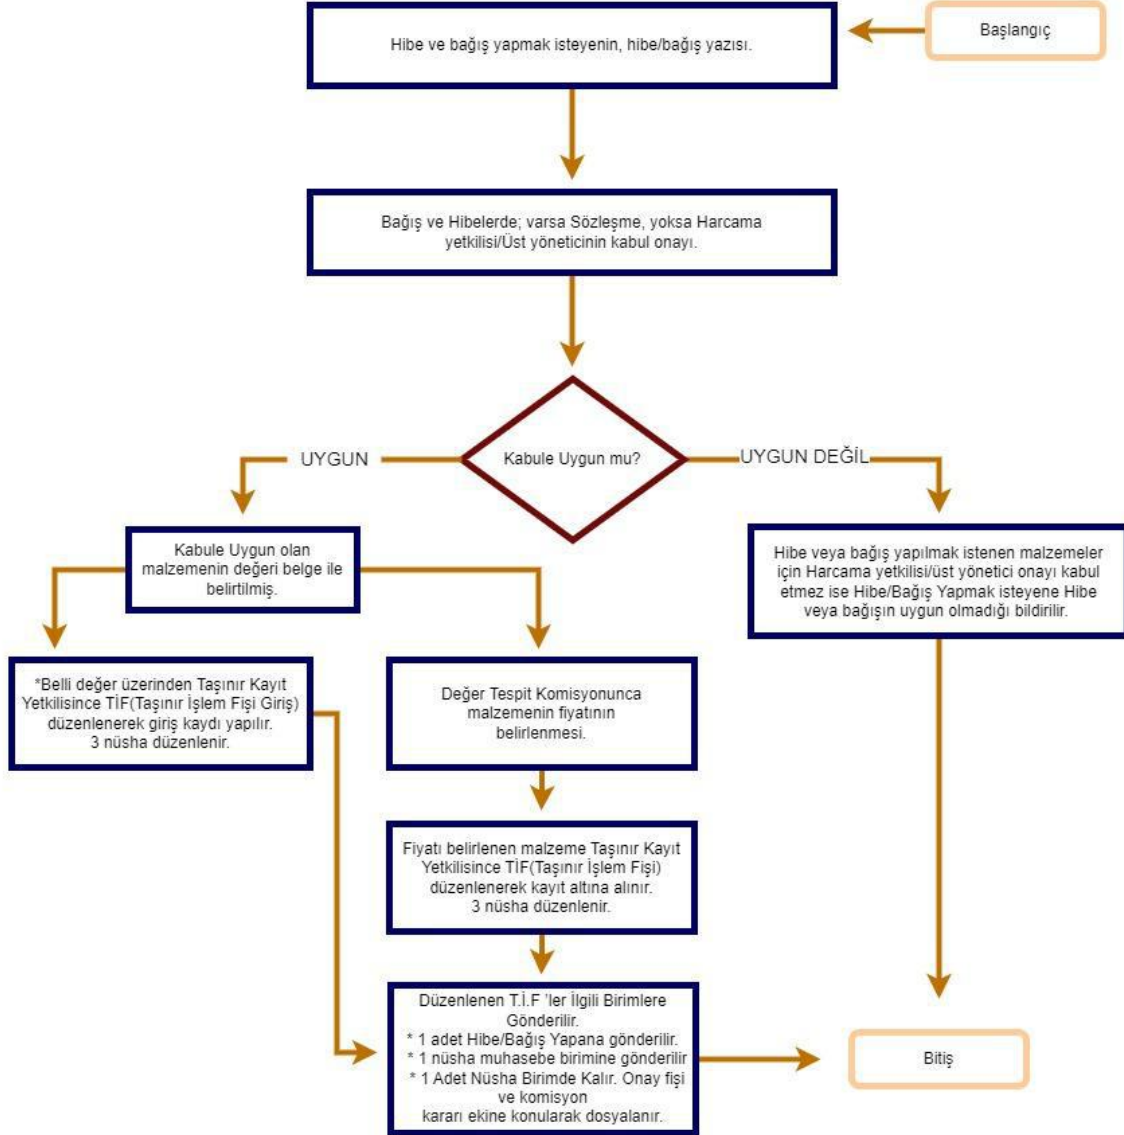 Başlangıç
Hibe ve bağış yapmak isteyenin, hibe/bağış yazısı.
Bağış ve Hibelerde; varsa Sözleşme, yoksa Harcama
yetkilisi/Üst yöneticinin kabul onayı.
Kabule Uygun mu?
UYGUN
UYGUN DEĞİL
Kabule Uygun olan
malzemenin değeri belge ile
belirtilmiş.
Hibe veya bağış yapılmak istenen malzemeler
için Harcama yetkilisi/üst yönetici onayı kabul
etmez ise Hibe/Bağış Yapmak isteyene Hibe
veya bağışın uygun olmadığı bildirilir.
*Belli değer üzerinden Taşınır Kayıt
Yetkilisince TİF(Taşınır İşlem Fişi Giriş)
düzenlenerek giriş kaydı yapılır.
3 nüsha düzenlenir.
Değer Tespit Komisyonunca
malzemenin fiyatının
belirlenmesi.
Fiyatı belirlenen malzeme Taşınır Kayıt
Yetkilisince TİF(Taşınır İşlem Fişi)
düzenlenerek kayıt altına alınır.
3 nüsha düzenlenir.
Düzenlenen T.İ.F 'ler İlgili Birimlere
Gönderilir.
* 1 adet Hibe/Bağış Yapana gönderilir.
* 1 nüsha muhasebe birimine gönderilir
* 1 Adet Nüsha Birimde Kalır. Onay fişi
ve komisyon
kararı ekine konularak dosyalanır.
Bitiş